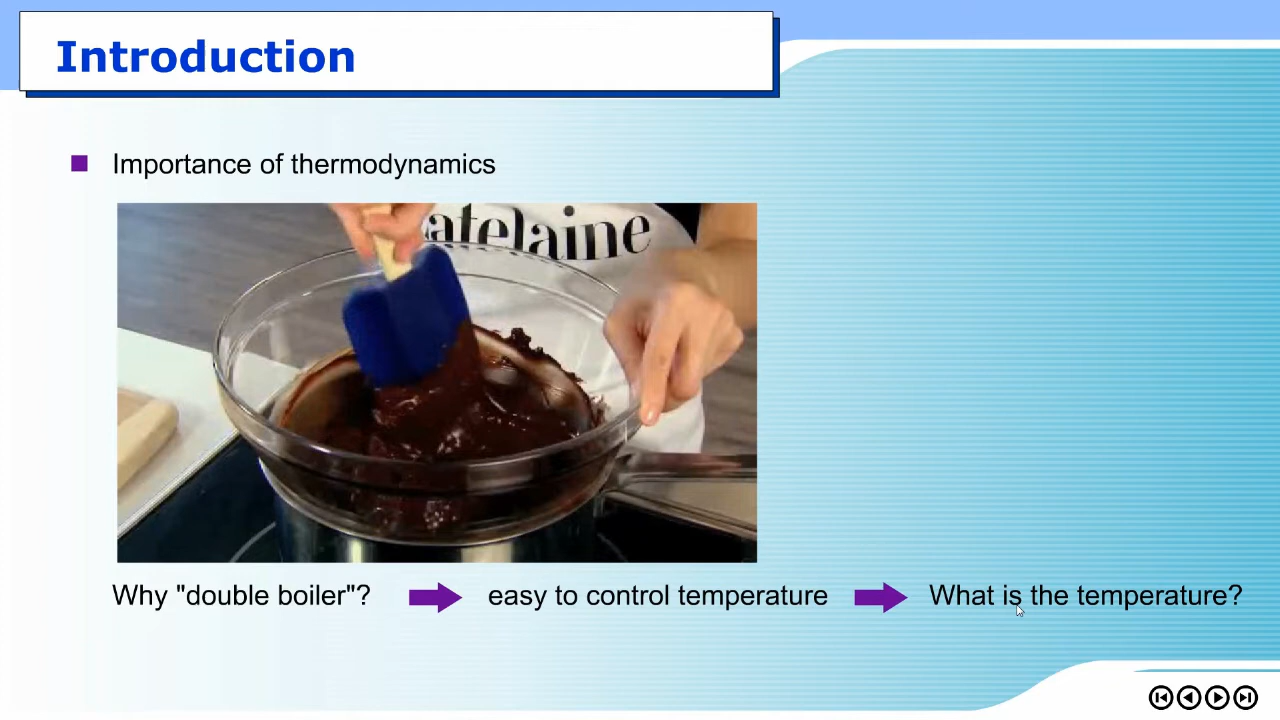 Introduction
Importance of thermodynamics
atelaine
Why "double boiler"?
easy to control temperature
What is the temperature?